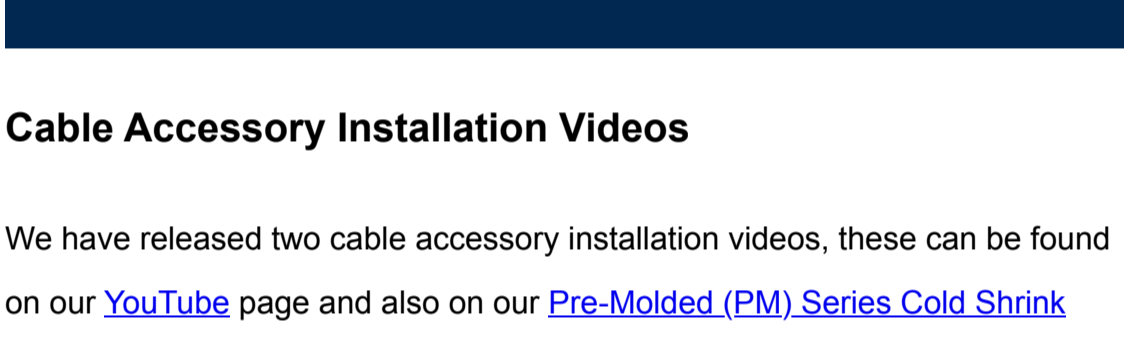 Cable Accessory Installation Videos
We have released two cable accessory installation videos, these can be found
on our YouTube page and also on our Pre-Molded (PM) Series Cold Shrink